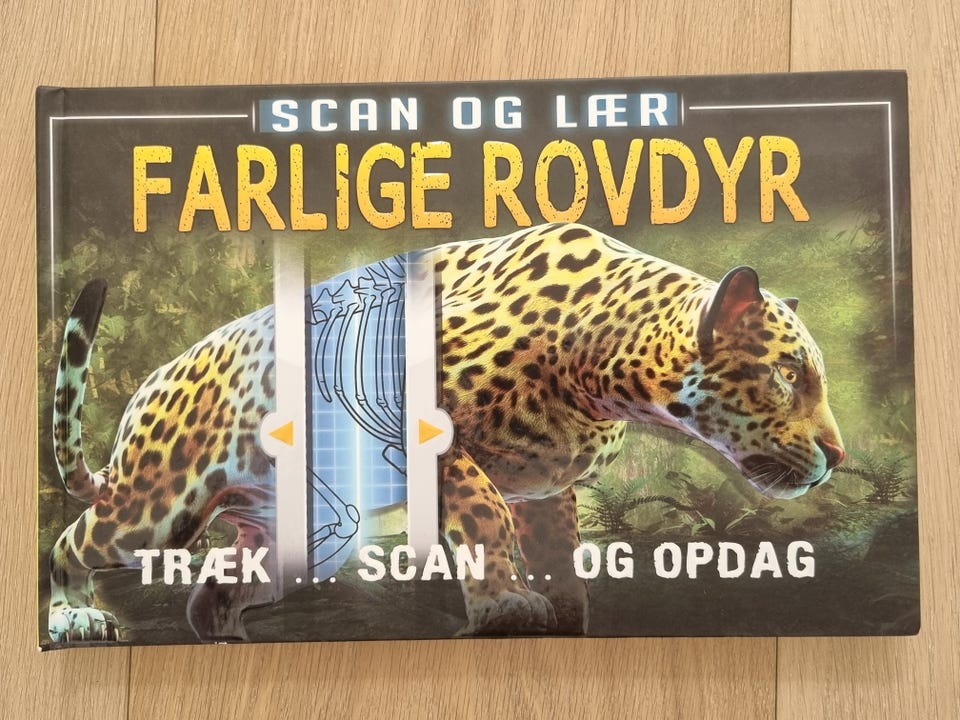 SCAN OG LÆR
FARLIGE ROVDYR
TRÆK ... SCAN ... OG OPDAG